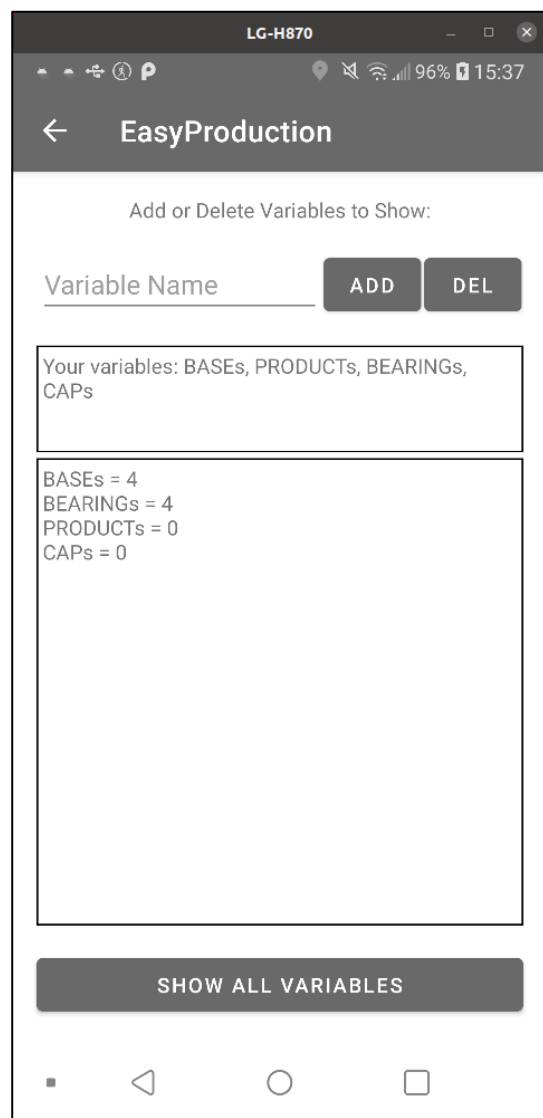 LG-H870
96% 15:37
EasyProduction
Add or Delete Variables to Show:
Variable Name
ADD
DEL
Your variables: BASEs, PRODUCTs, BEARINGs,
CAPs
BASEs = 4
BEARINGs = 4
PRODUCTs = 0
CAPs = 0
SHOW ALL VARIABLES